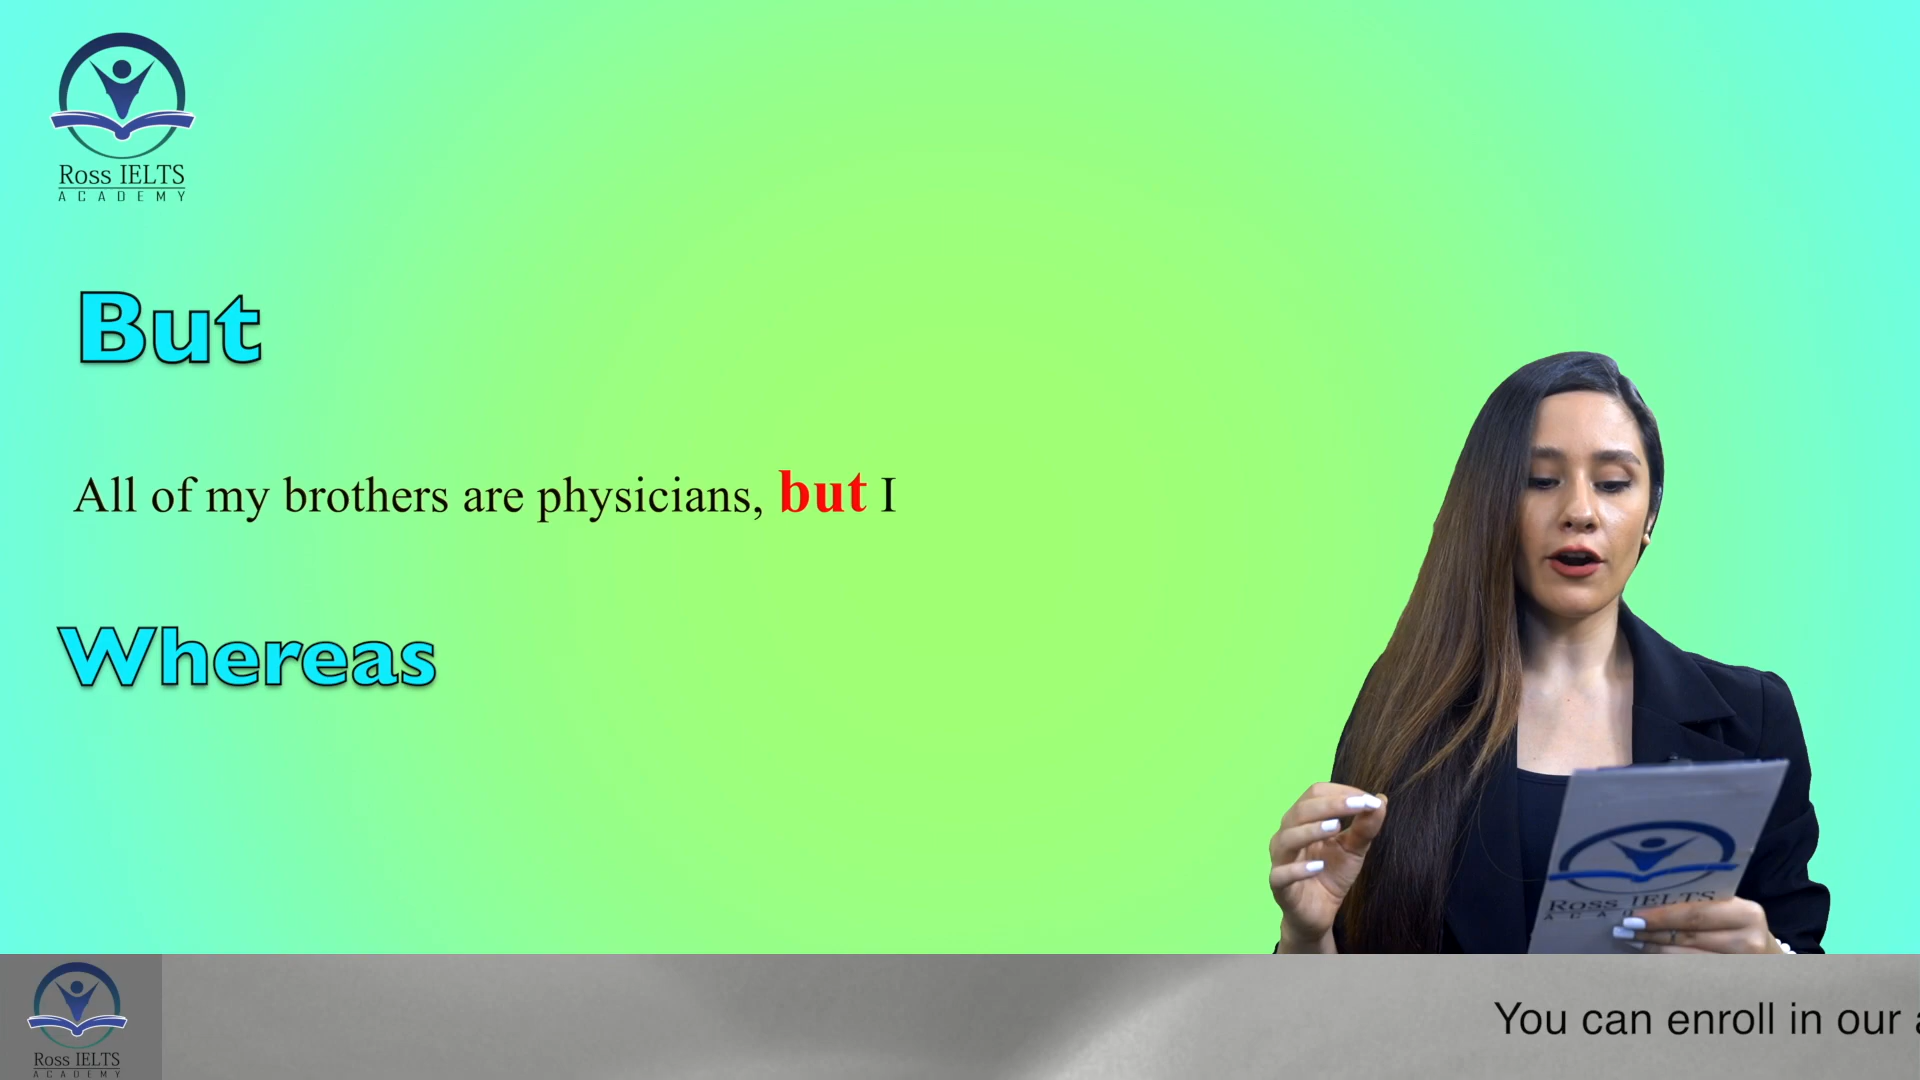 Ross IELTS
ACADEMY
But
All of my brothers are physicians, but I
Whereas
Ross IELTS
You can enroll in our
Ross IELTS
ACADEMY